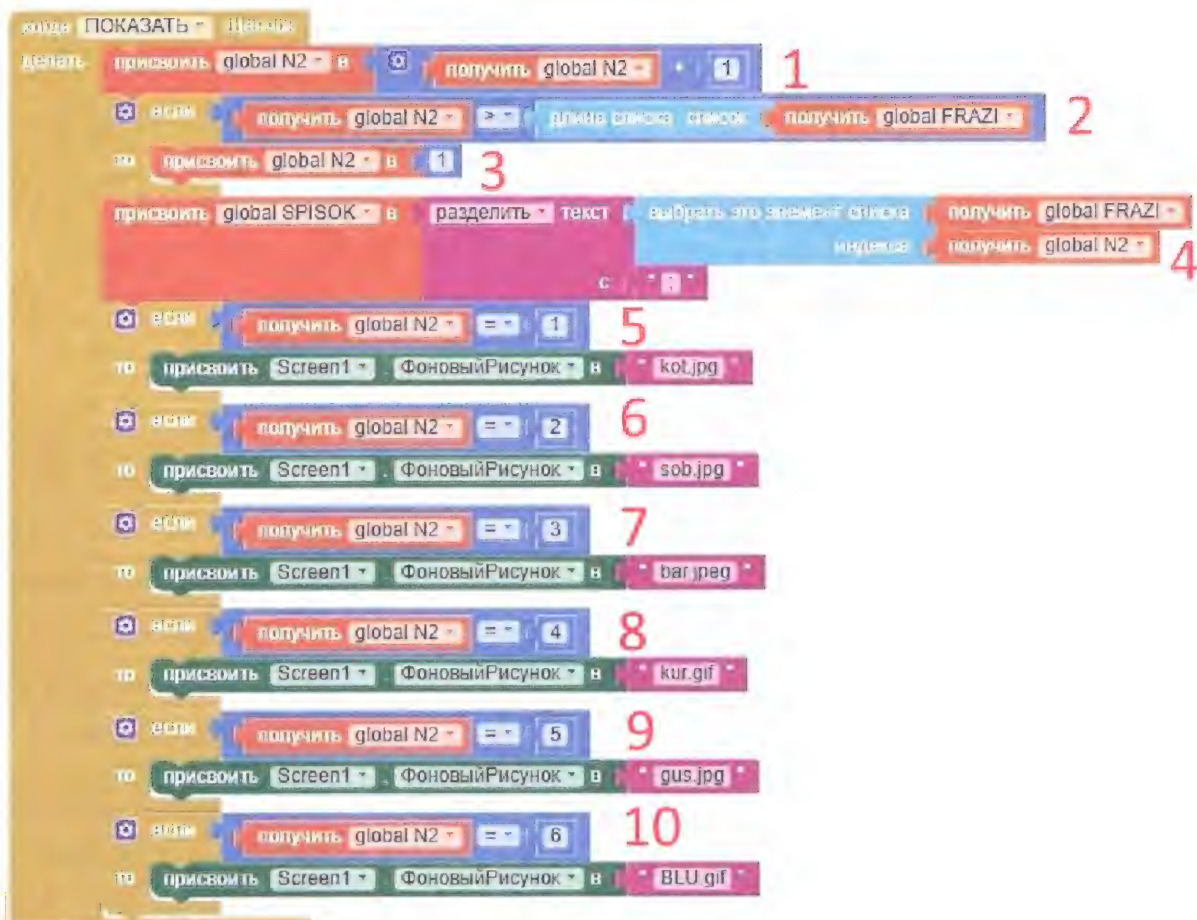 когда ПОКАЗАТЬ
делать присвоить global N2 в получить global N2 + 1 1
если получить global N2 > длина списка список получить global FRAZI 2
то присвоить global N2 в 1 3
присвоить global SPISOK в разделить текст выбрать это элемент списка получить global FRAZI
индексе получить global N2 4
с " : "
если получить global N2 = 1 5
то присвоить Screen1 . ФоновыйРисунок в " kot.jpg "
если получить global N2 = 2 6
то присвоить Screen1 . ФоновыйРисунок в " sob.jpg "
если получить global N2 = 3 7
то присвоить Screen1 . ФоновыйРисунок в " bar.jpeg "
если получить global N2 = 4 8
то присвоить Screen1 . ФоновыйРисунок в " kur.gif "
если получить global N2 = 5 9
то присвоить Screen1 . ФоновыйРисунок в " gus.jpg "
если получить global N2 = 6 10
то присвоить Screen1 . ФоновыйРисунок в " BLU.gif "